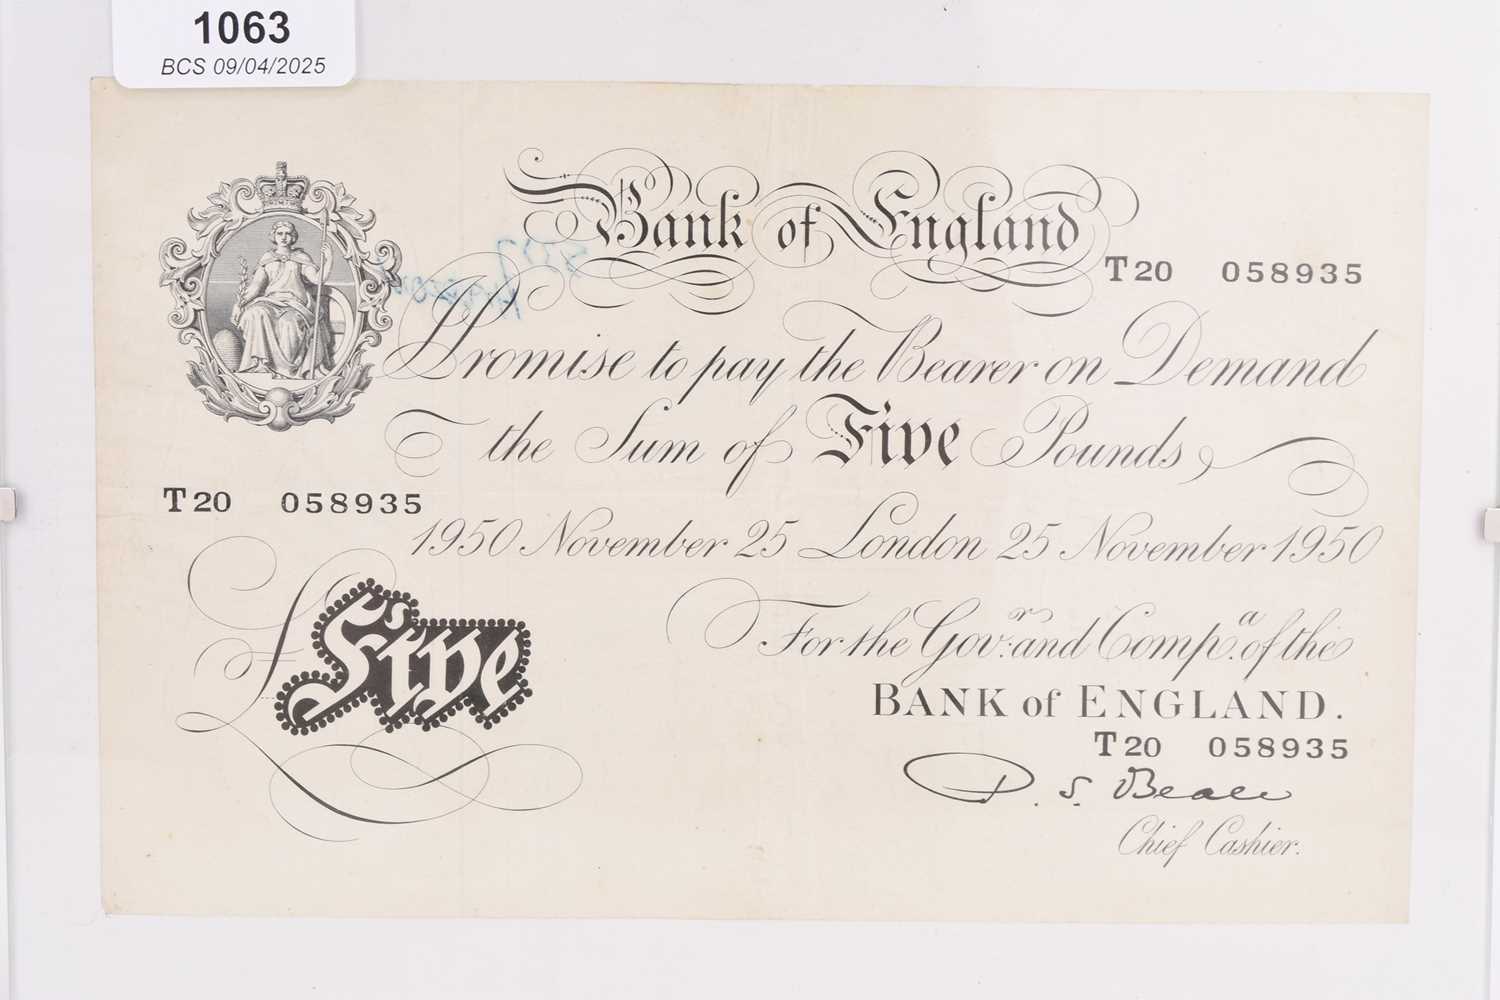 1063
BCS 09/04/2025
Bank of England
T20 058935
I Promise to pay the Bearer on Demand
the Sum of Five Pounds
T20 058935
1950 November 25 London 25 November 1950
For the Govr: and Compa. of the
£Five
BANK of ENGLAND.
T20 058935
P. S. Beale
Chief Cashier.